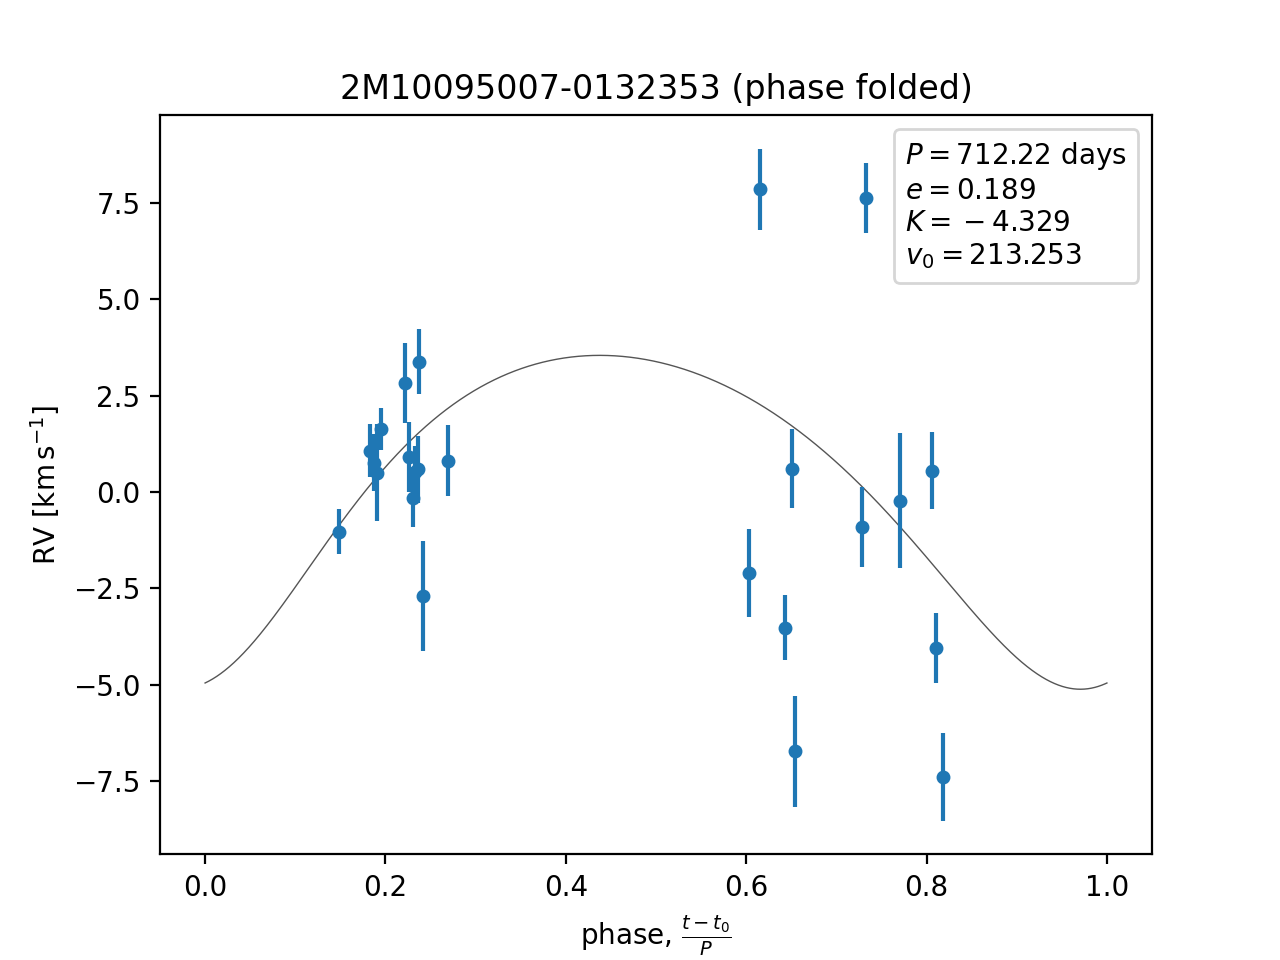 2M10095007-0132353 (phase folded)
P = 712.22 days
e = 0.189
K = −4.329
v₀ = 213.253
RV [km s⁻¹]
7.5
5.0
2.5
0.0
−2.5
−5.0
−7.5
0.0 0.2 0.4 0.6 0.8 1.0
phase, (t − t₀)/P